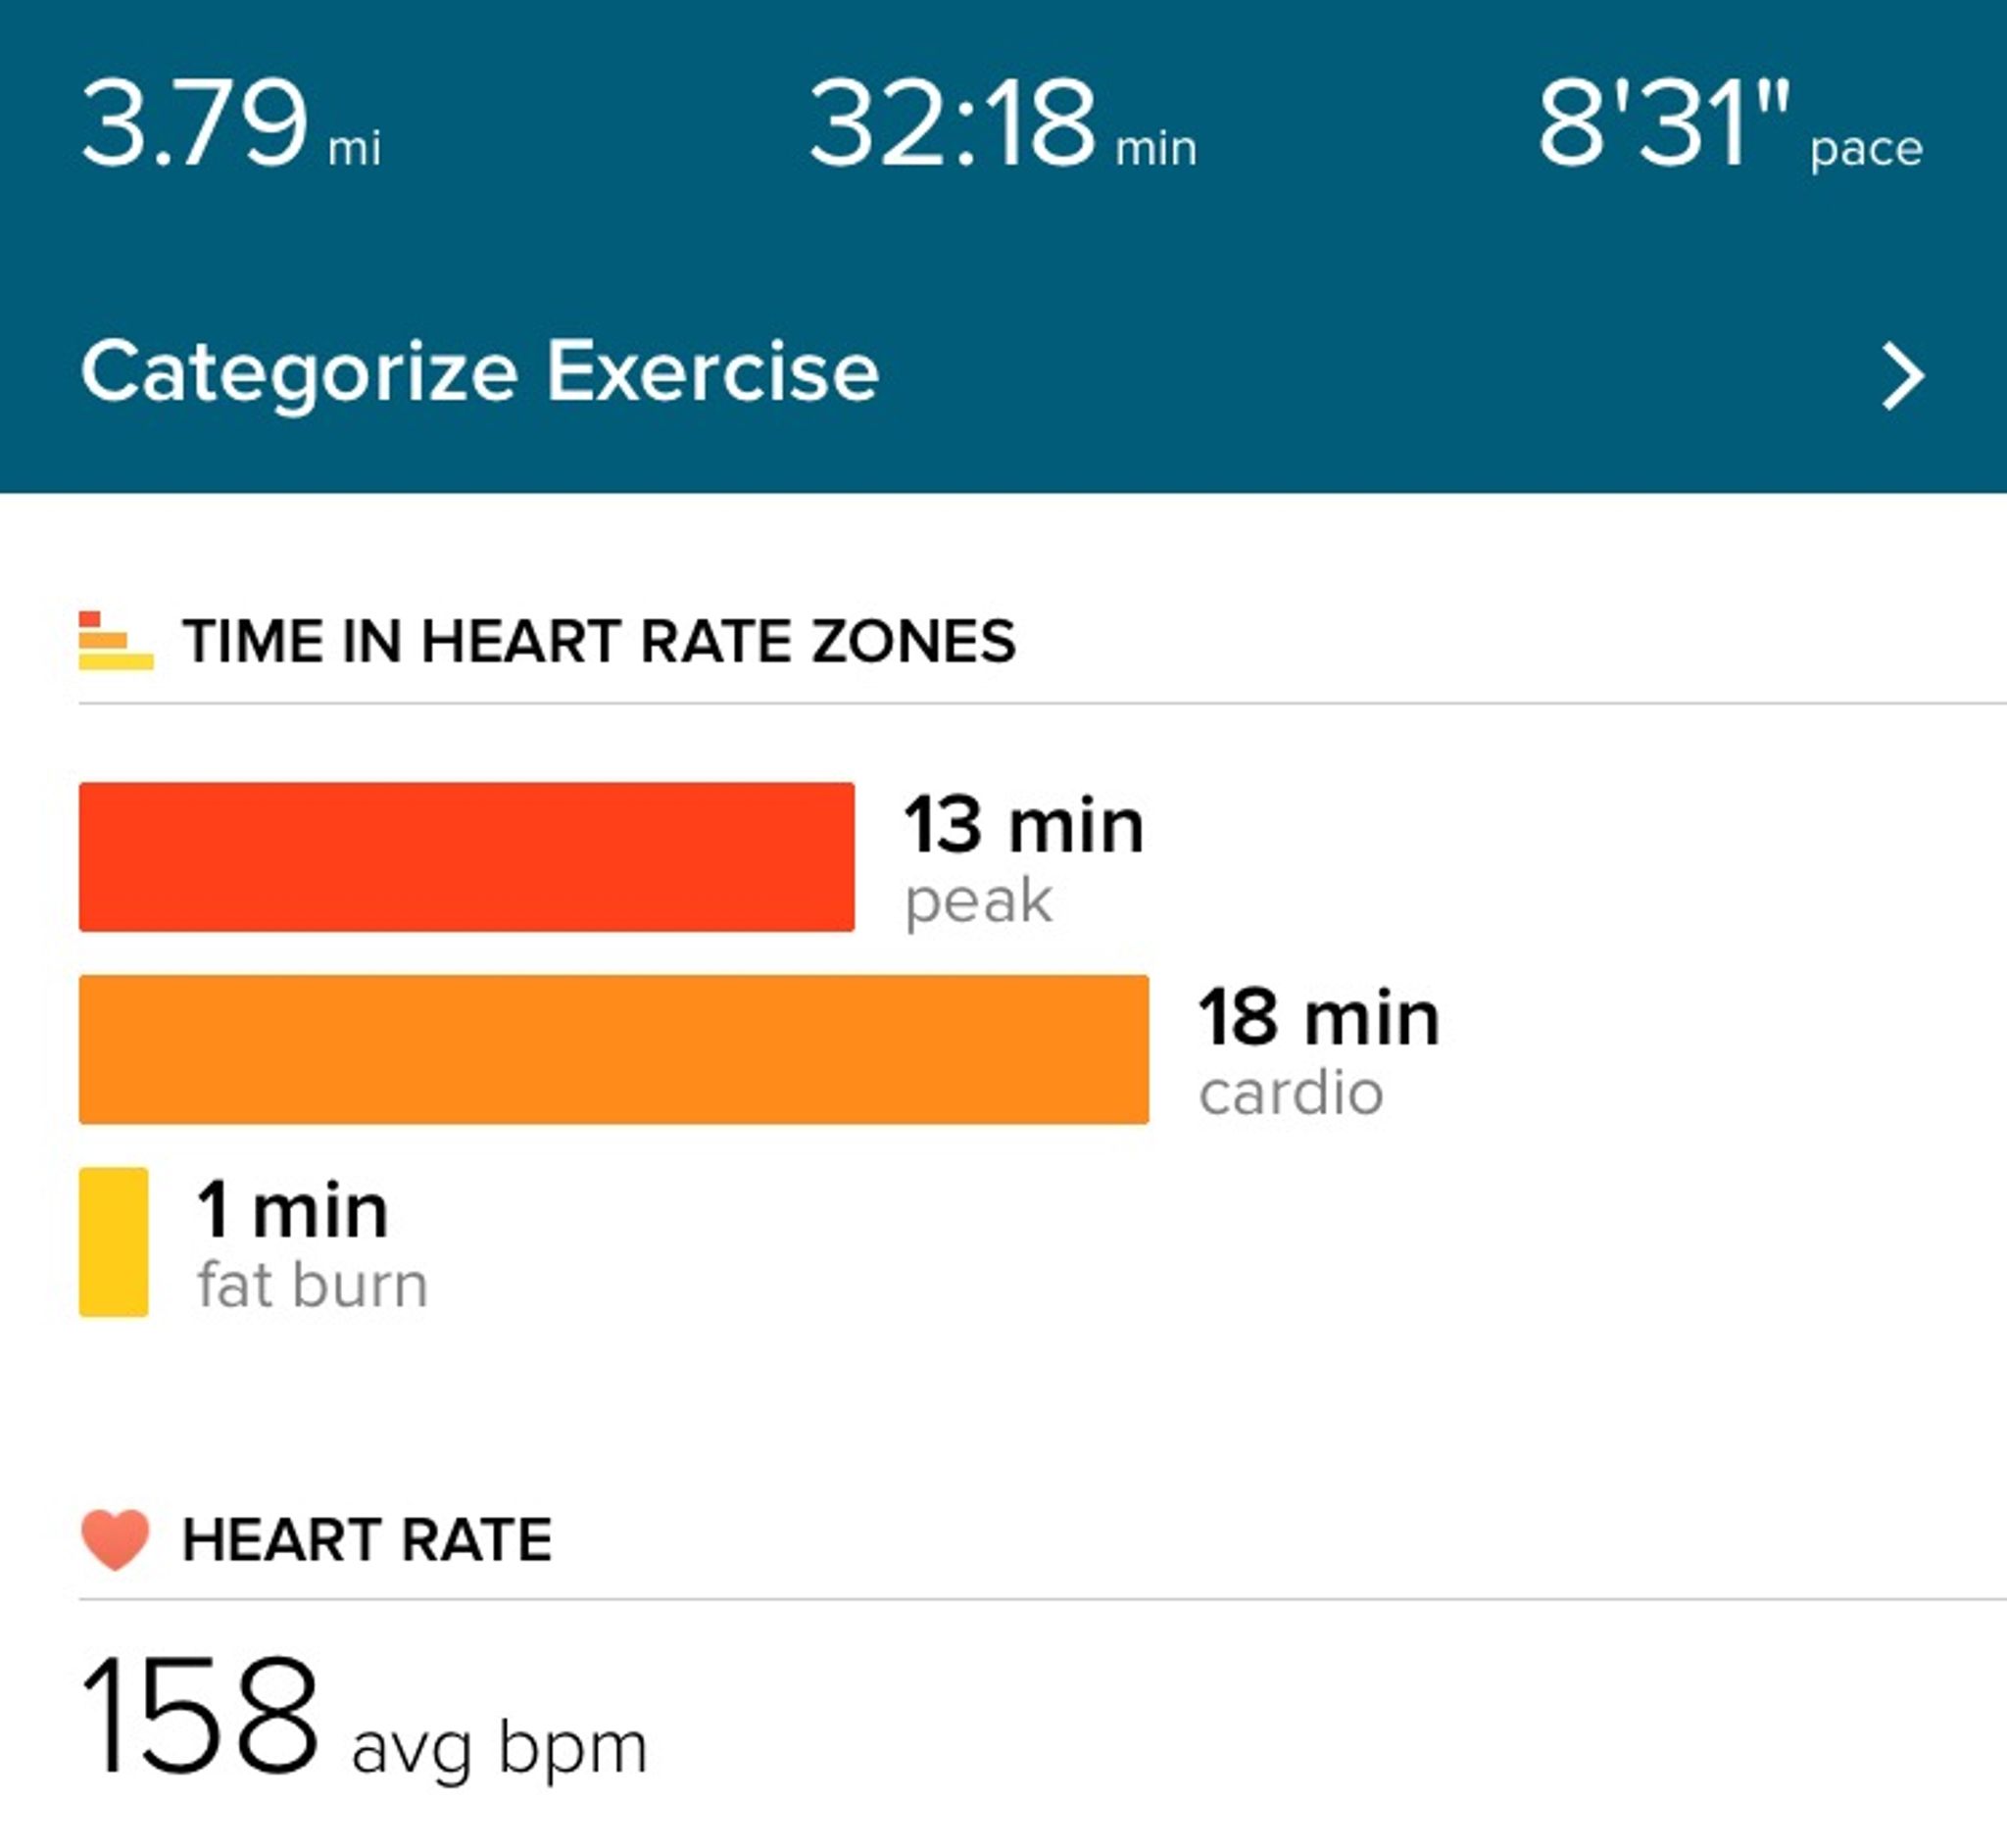 3.79 mi 32:18 min 8'31" pace
Categorize Exercise
TIME IN HEART RATE ZONES
13 min
peak
18 min
cardio
1 min
fat burn
HEART RATE
158 avg bpm